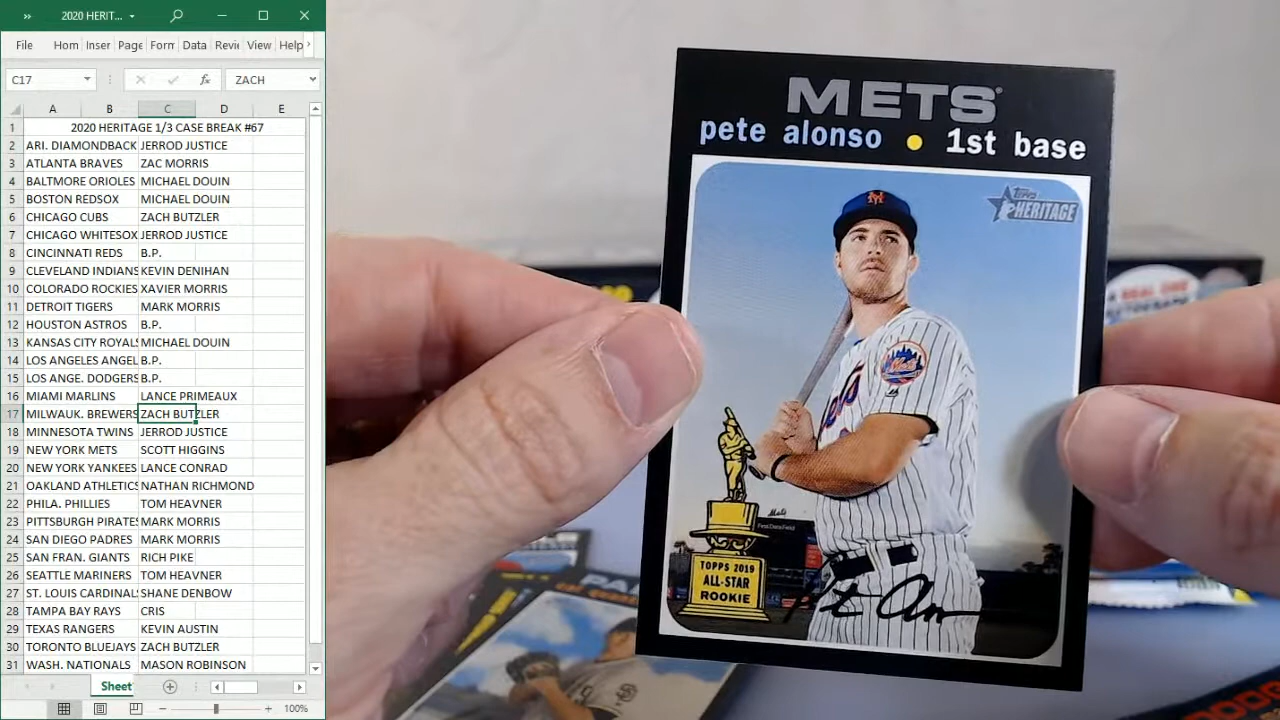 2020 HERIT...
File Hom Inser Page Form Data Revi View Help
C17 fx ZACH
A B C D E
1 2020 HERITAGE 1/3 CASE BREAK #67
2 ARI. DIAMONDBACK JERROD JUSTICE
3 ATLANTA BRAVES ZAC MORRIS
4 BALTMORE ORIOLES MICHAEL DOUIN
5 BOSTON REDSOX MICHAEL DOUIN
6 CHICAGO CUBS ZACH BUTZLER
7 CHICAGO WHITESOX JERROD JUSTICE
8 CINCINNATI REDS B.P.
9 CLEVELAND INDIANS KEVIN DENIHAN
10 COLORADO ROCKIES XAVIER MORRIS
11 DETROIT TIGERS MARK MORRIS
12 HOUSTON ASTROS B.P.
13 KANSAS CITY ROYALS MICHAEL DOUIN
14 LOS ANGELES ANGEL B.P.
15 LOS ANGE. DODGERS B.P.
16 MIAMI MARLINS LANCE PRIMEAUX
17 MILWAUK. BREWERS ZACH BUTZLER
18 MINNESOTA TWINS JERROD JUSTICE
19 NEW YORK METS SCOTT HIGGINS
20 NEW YORK YANKEES LANCE CONRAD
21 OAKLAND ATHLETICS NATHAN RICHMOND
22 PHILA. PHILLIES TOM HEAVNER
23 PITTSBURGH PIRATES MARK MORRIS
24 SAN DIEGO PADRES MARK MORRIS
25 SAN FRAN. GIANTS RICH PIKE
26 SEATTLE MARINERS TOM HEAVNER
27 ST. LOUIS CARDINALS SHANE DENBOW
28 TAMPA BAY RAYS CRIS
29 TEXAS RANGERS KEVIN AUSTIN
30 TORONTO BLUEJAYS ZACH BUTZLER
31 WASH. NATIONALS MASON ROBINSON
Sheet
100%
METS
pete alonso • 1st base
Topps
HERITAGE
Mets
TOPPS 2019
ALL-STAR
ROOKIE
A REAL ONE